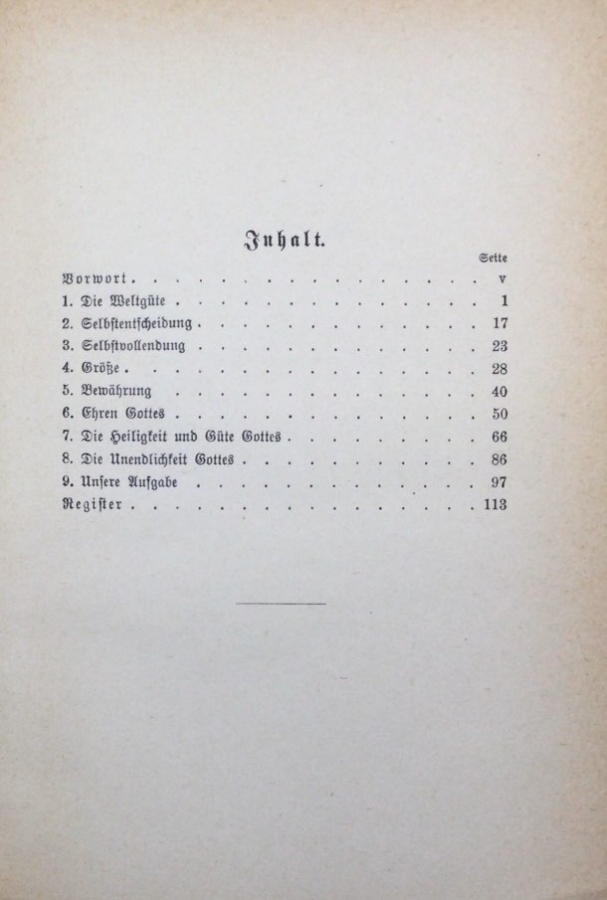 Inhalt.
Seite
Vorwort . . . . . . . . . . . . . . . . V
1. Die Weltgüte . . . . . . . . . . . . . . 1
2. Selbstentscheidung . . . . . . . . . . . . . 17
3. Selbstvollendung . . . . . . . . . . . . . 23
4. Größe . . . . . . . . . . . . . . . . 28
5. Bewährung . . . . . . . . . . . . . . 40
6. Ehren Gottes . . . . . . . . . . . . . . 50
7. Die Heiligkeit und Güte Gottes . . . . . . . . . 66
8. Die Unendlichkeit Gottes . . . . . . . . . . . 86
9. Unsere Aufgabe . . . . . . . . . . . . . 97
Register . . . . . . . . . . . . . . . . 113